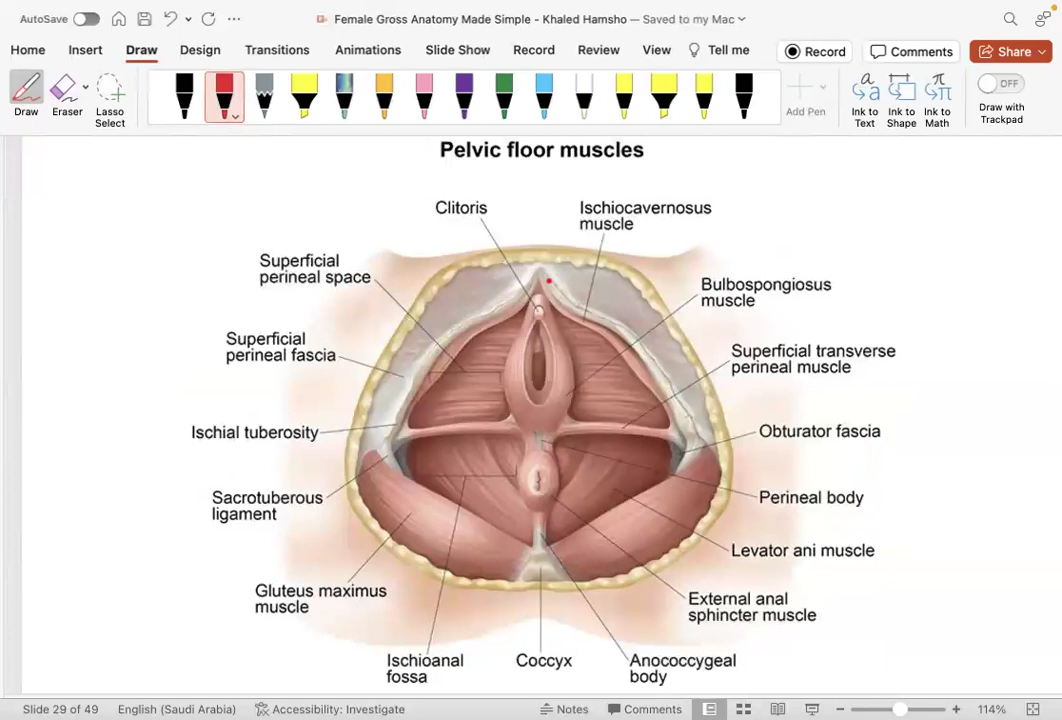 AutoSave
Female Gross Anatomy Made Simple - Khaled Hamsho — Saved to my Mac
Home Insert Draw Design Transitions Animations Slide Show Record Review View Tell me Record Comments Share
OFF
Draw Eraser Lasso Select Add Pen Ink to Text Ink to Shape Ink to Math Draw with Trackpad
Pelvic floor muscles
Clitoris
Ischiocavernosus
muscle
Superficial
perineal space
Bulbospongiosus
muscle
Superficial
perineal fascia
Superficial transverse
perineal muscle
Ischial tuberosity
Obturator fascia
Sacrotuberous
ligament
Perineal body
Levator ani muscle
Gluteus maximus
muscle
External anal
sphincter muscle
Ischioanal
fossa
Coccyx
Anococcygeal
body
Slide 29 of 49 English (Saudi Arabia) Accessibility: Investigate Notes Comments 114%